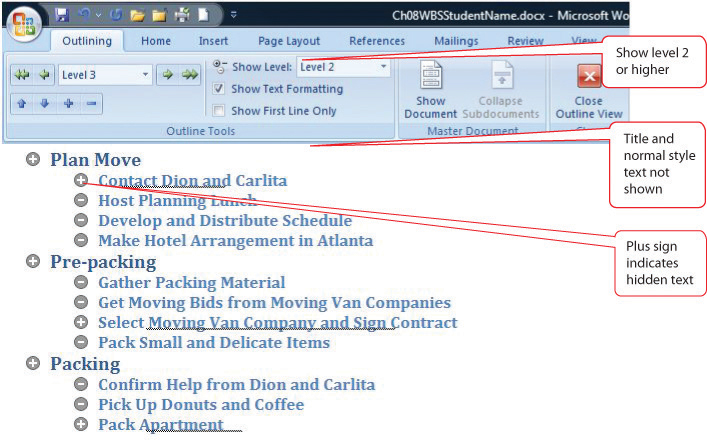 Ch08WBSStudentName.docx - Microsoft Wo
Outlining Home Insert Page Layout References Mailings Review View
Level 3
Show Level: Level 2
Show Text Formatting
Show First Line Only
Outline Tools
Show Document
Collapse Subdocuments
Master Document
Close Outline View
Show level 2
or higher
Title and
normal style
text not
shown
Plus sign
indicates
hidden text
Plan Move
Contact Dion and Carlita
Host Planning Lunch
Develop and Distribute Schedule
Make Hotel Arrangement in Atlanta
Pre-packing
Gather Packing Material
Get Moving Bids from Moving Van Companies
Select Moving Van Company and Sign Contract
Pack Small and Delicate Items
Packing
Confirm Help from Dion and Carlita
Pick Up Donuts and Coffee
Pack Apartment